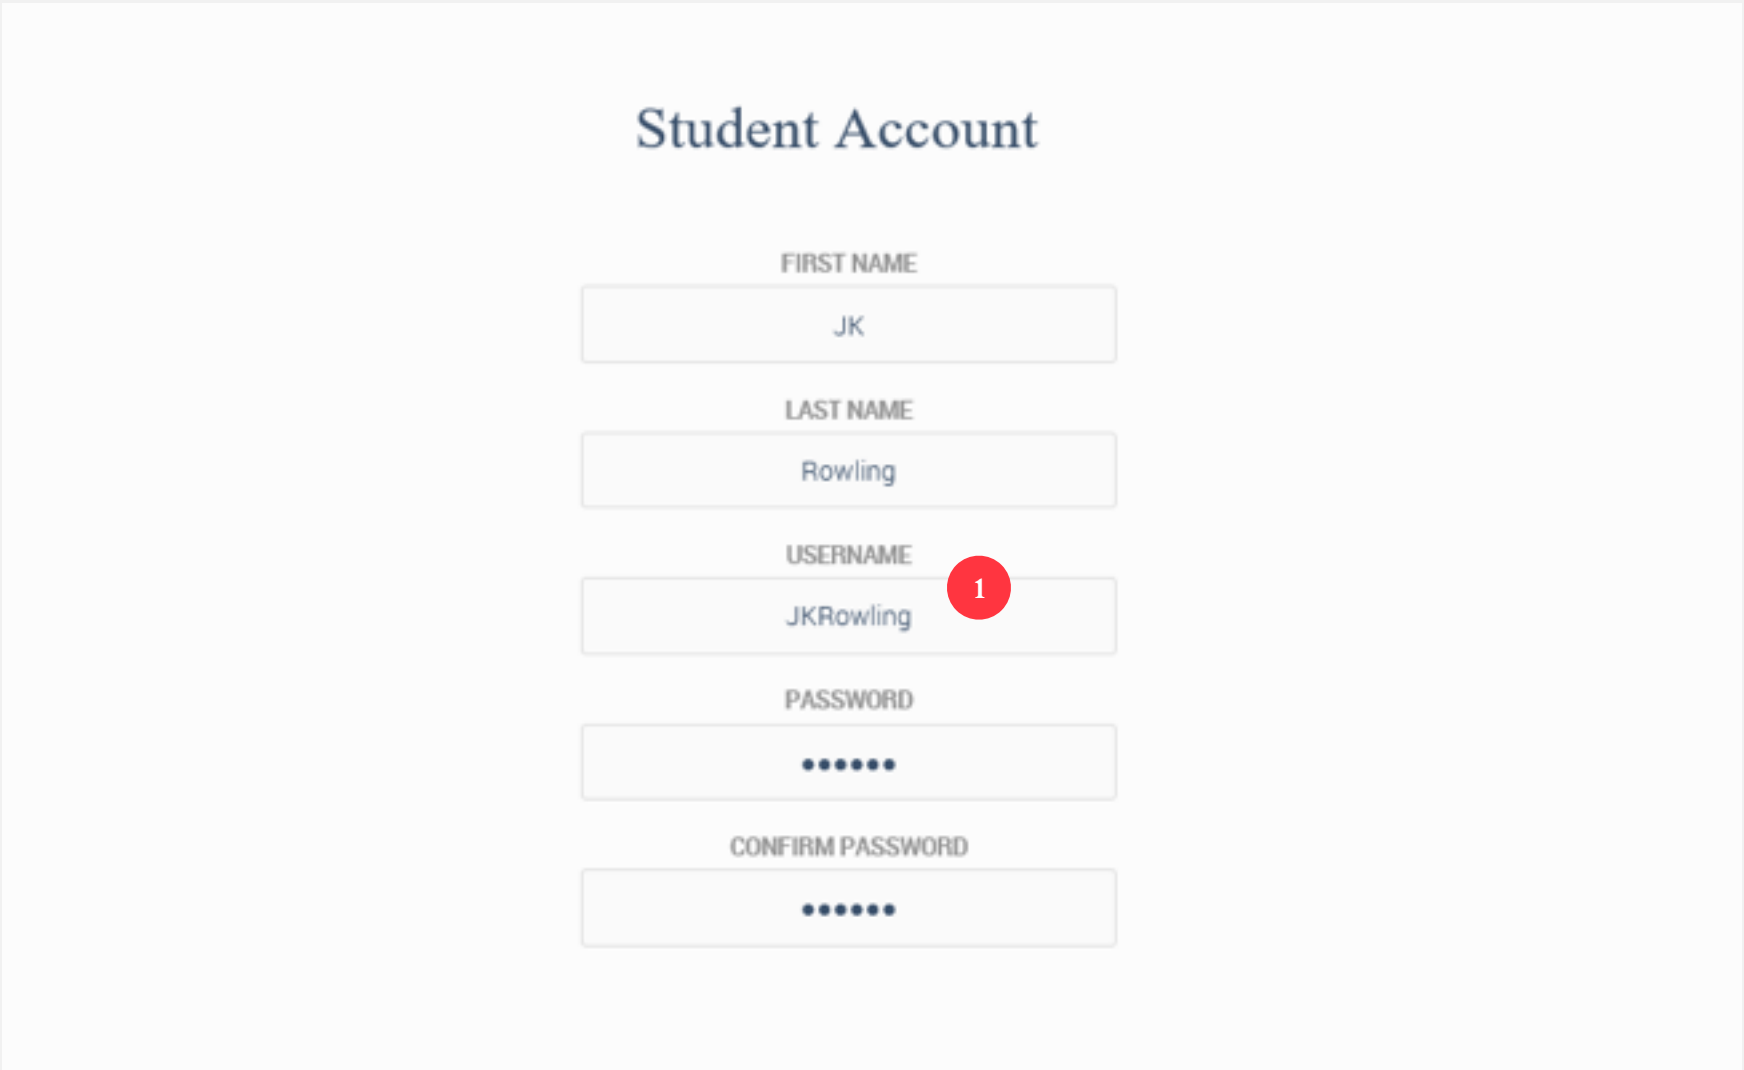 Student Account
FIRST NAME
JK
LAST NAME
Rowling
USERNAME
1
JKRowling
PASSWORD
••••••
CONFIRM PASSWORD
••••••